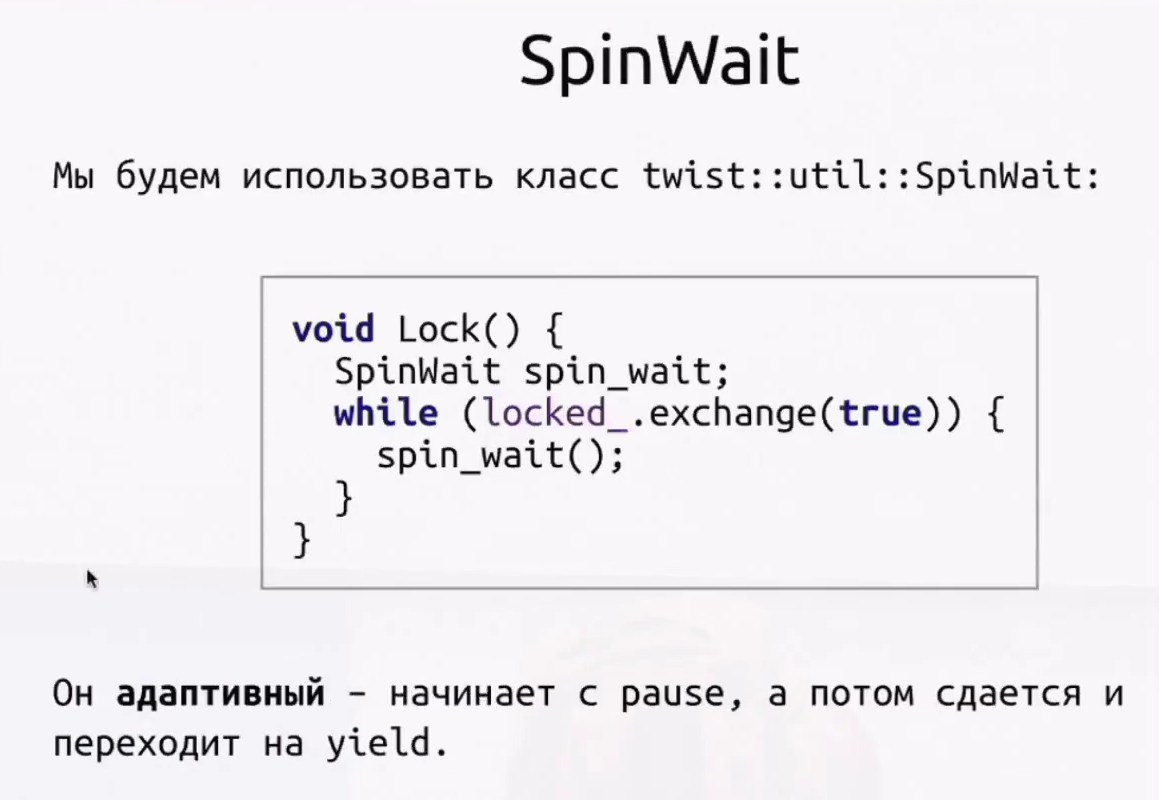 SpinWait
Мы будем использовать класс twist::util::SpinWait:
void Lock() {
  SpinWait spin_wait;
  while (locked_.exchange(true)) {
    spin_wait();
  }
}
Он адаптивный – начинает с pause, а потом сдается и
переходит на yield.